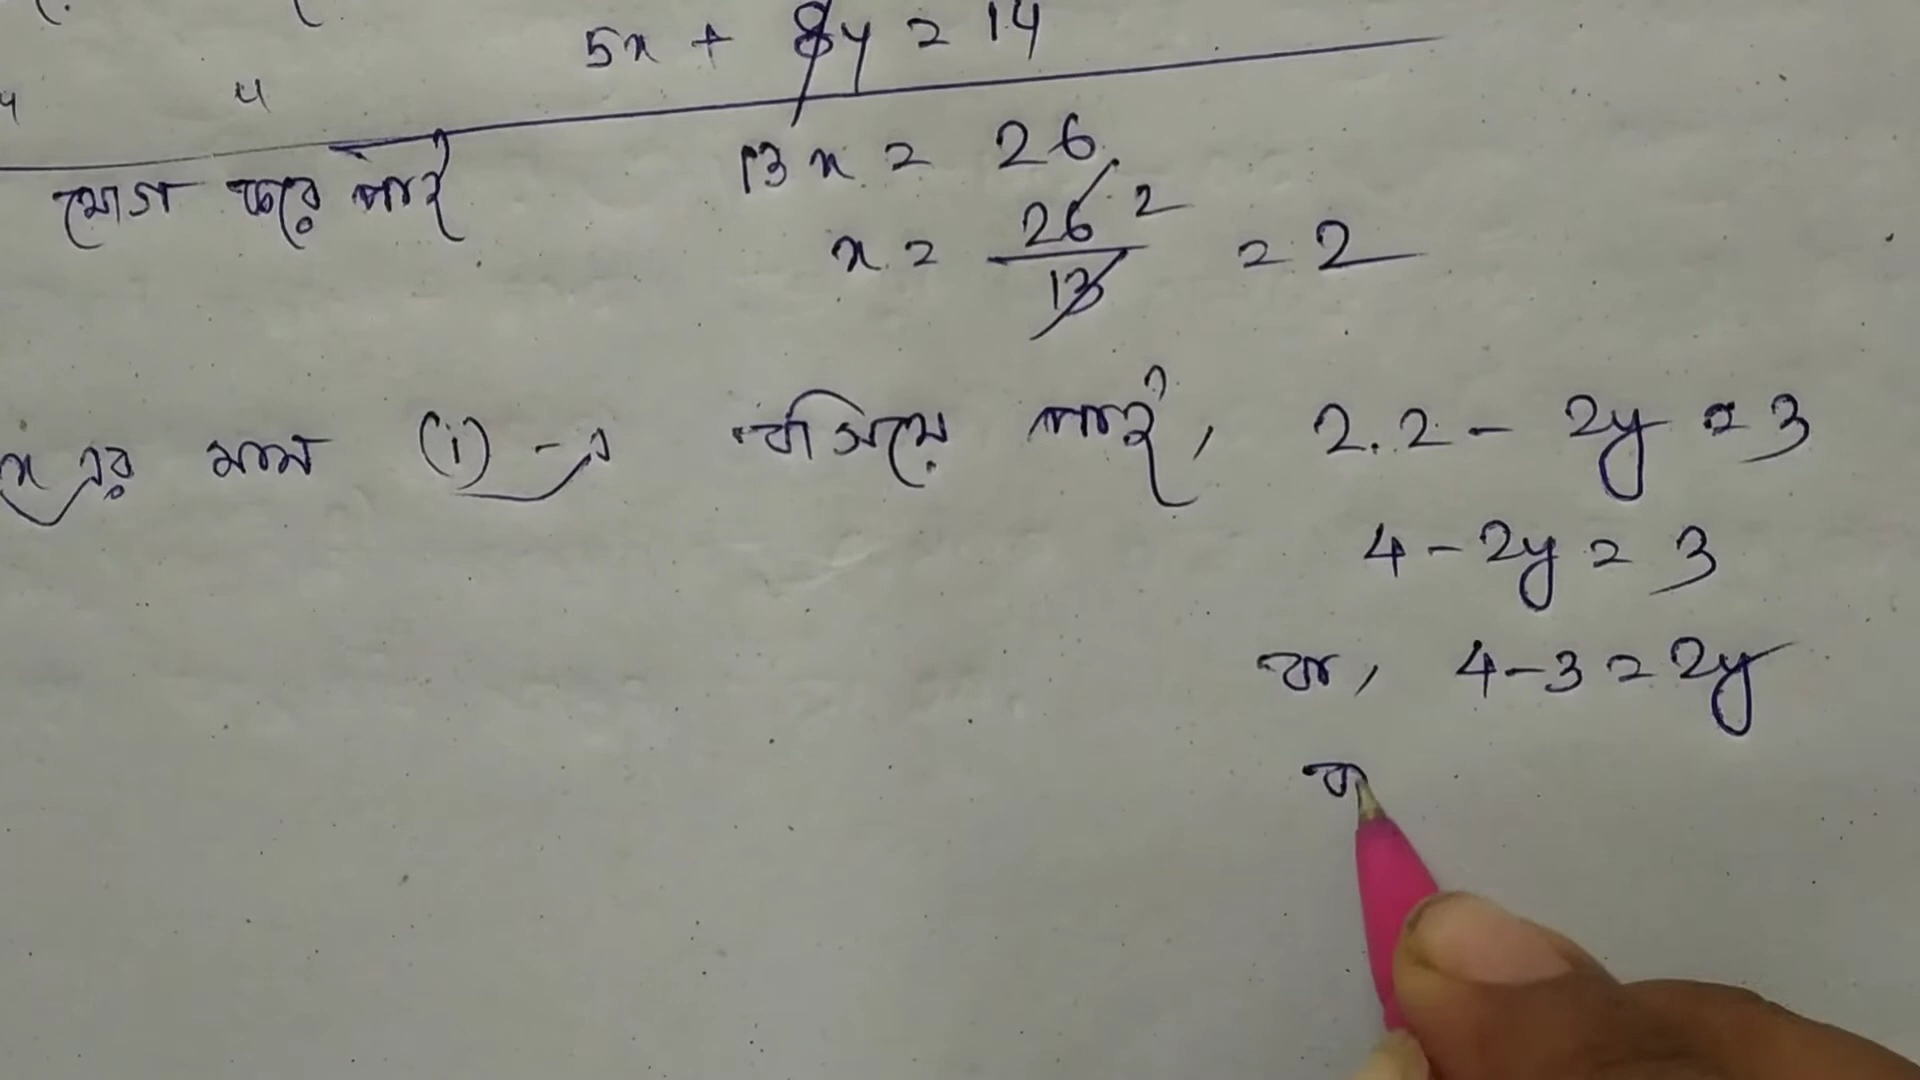 5x + 8y = 14
যোগ করে পাই 13x = 26
x = 26/13 2 = 2
x এর মান (i) - এ বসিয়ে পাই, 2.2 - 2y = 3
4 - 2y = 3
বা, 4 - 3 = 2y
ব